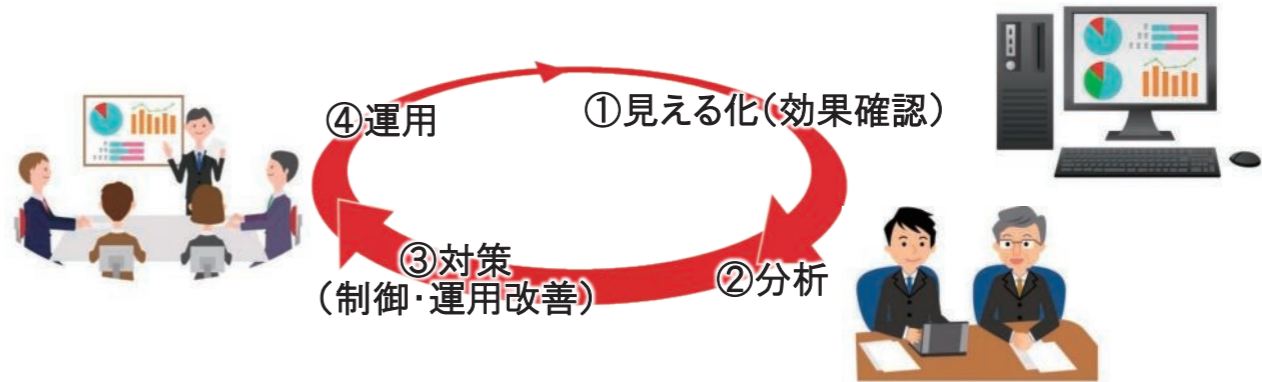 ①見える化（効果確認）
②分析
③対策
（制御・運用改善）
④運用